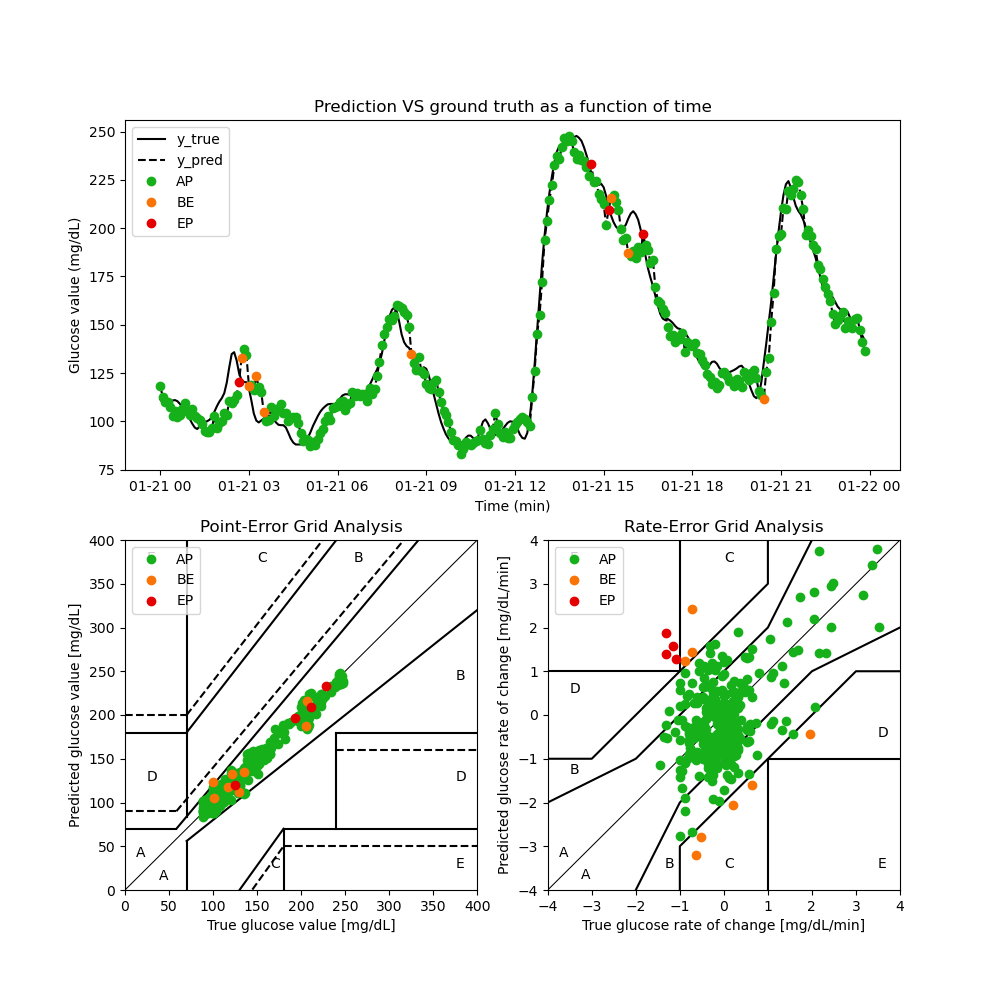 Prediction VS ground truth as a function of time
Glucose value (mg/dL)
250
225
200
175
150
125
100
75
y_true
y_pred
AP
BE
EP
01-21 00 01-21 03 01-21 06 01-21 09 01-21 12 01-21 15 01-21 18 01-21 21 01-22 00
Time (min)
Point-Error Grid Analysis
Predicted glucose value [mg/dL]
400
350
300
250
200
150
100
50
0
AP
BE
EP
C
B
B
D
D
A
A
C
E
0 50 100 150 200 250 300 350 400
True glucose value [mg/dL]
Rate-Error Grid Analysis
Predicted glucose rate of change [mg/dL/min]
4
3
2
1
0
−1
−2
−3
−4
AP
BE
EP
C
D
D
B
A
A
B
C
E
−4 −3 −2 −1 0 1 2 3 4
True glucose rate of change [mg/dL/min]